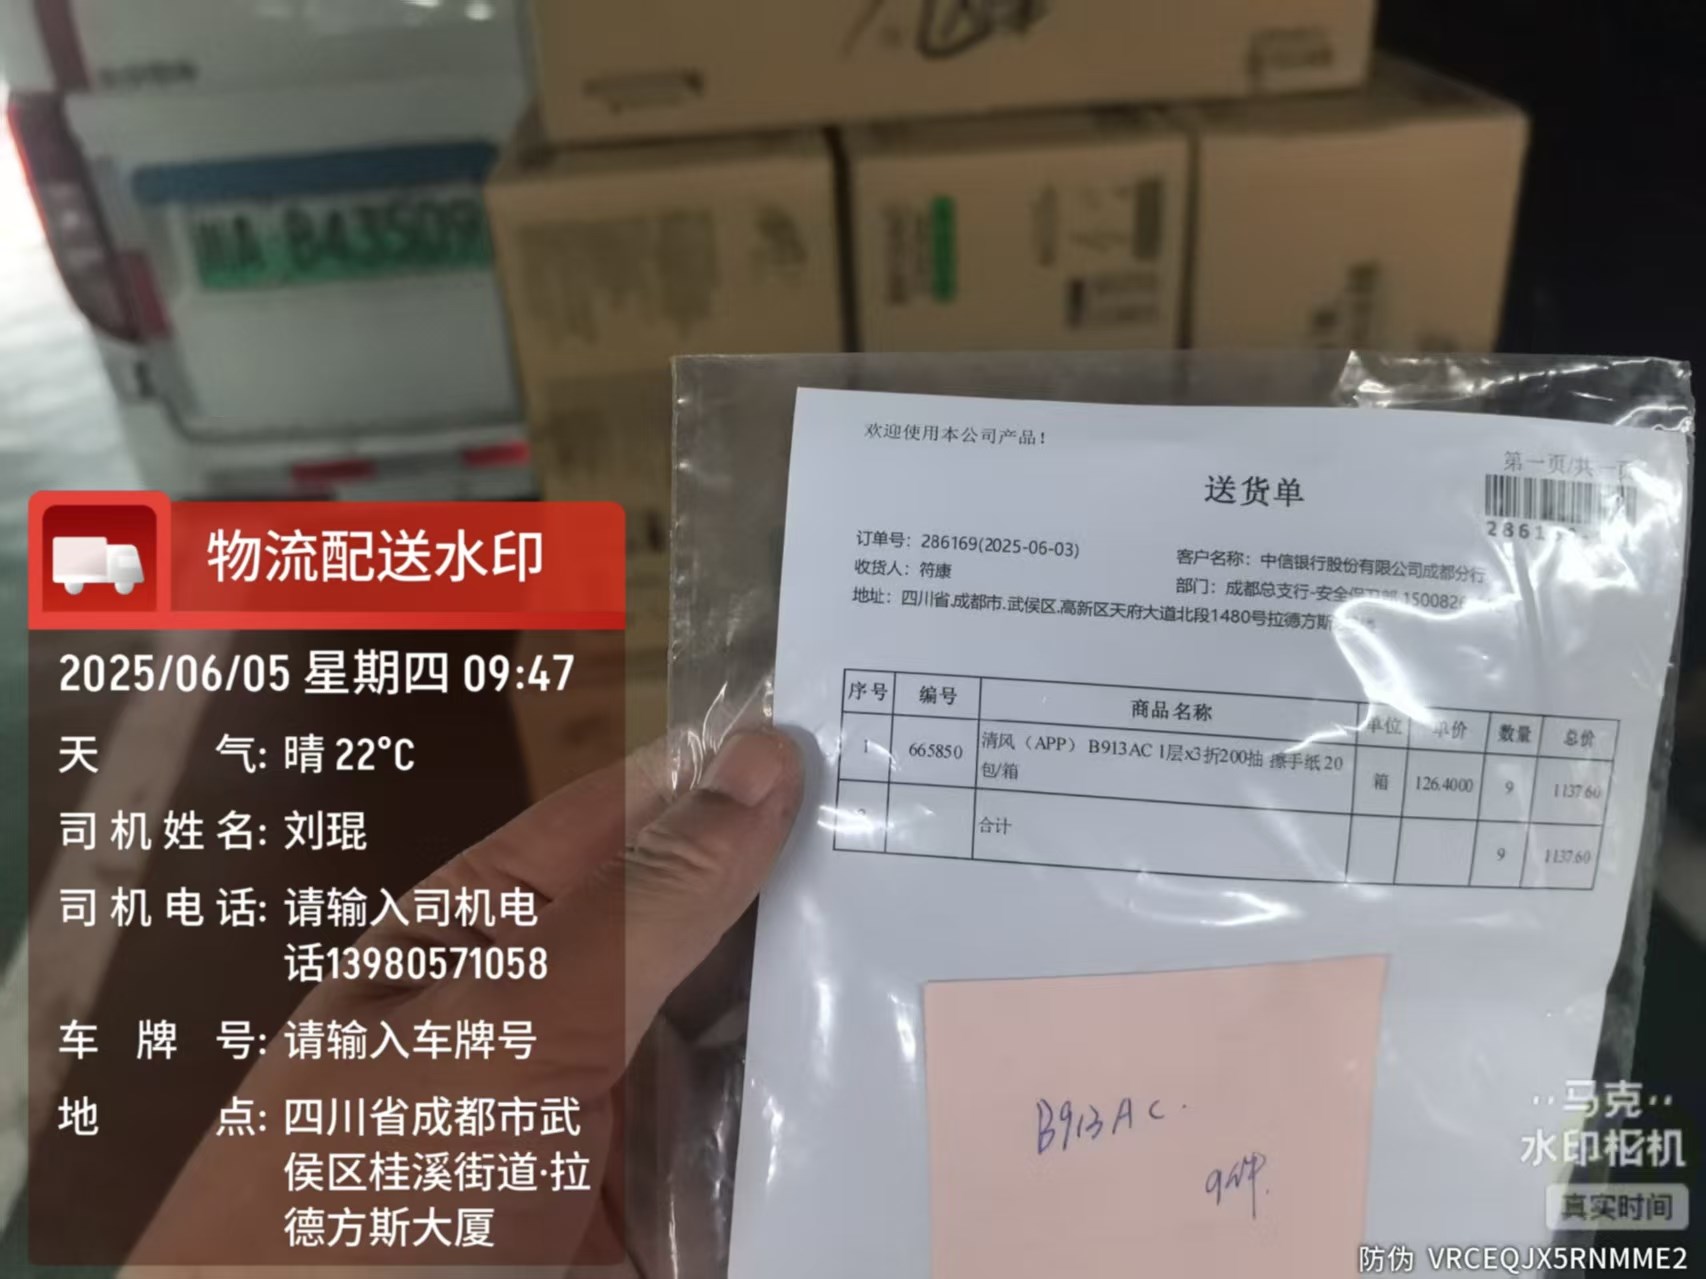 欢迎使用本公司产品！
第一页/共一页
送货单
订单号：286169(2025-06-03)
客户名称：中信银行股份有限公司成都分行
收货人：符康
部门：成都总支行-安全保卫部
地址：四川省.成都市.武侯区.高新区天府大道北段1480号拉德方斯
序号 编号 商品名称 单位 单价 数量 总价
1 665850 清风（APP） B913AC 1层x3折200抽 擦手纸 20
包/箱 箱 126.4000 9 1137.60
合计 9 1137.60
B913AC.
9件.
物流配送水印
2025/06/05 星期四 09:47
天气: 晴 22°C
司机姓名: 刘琨
司机电话: 请输入司机电
话13980571058
车牌号: 请输入车牌号
地点: 四川省成都市武
侯区桂溪街道·拉
德方斯大厦
马克
水印相机
真实时间
防伪 VRCEQJX5RNMME2